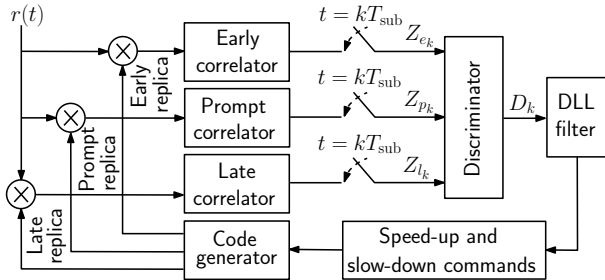 r(t)
Early
correlator
t = kT_sub
Z_{e_k}
Early
replica
Prompt
correlator
t = kT_sub
Z_{p_k}
Prompt
replica
Late
correlator
t = kT_sub
Z_{l_k}
Late
replica
Discriminator
D_k
DLL
filter
Code
generator
Speed-up and
slow-down commands